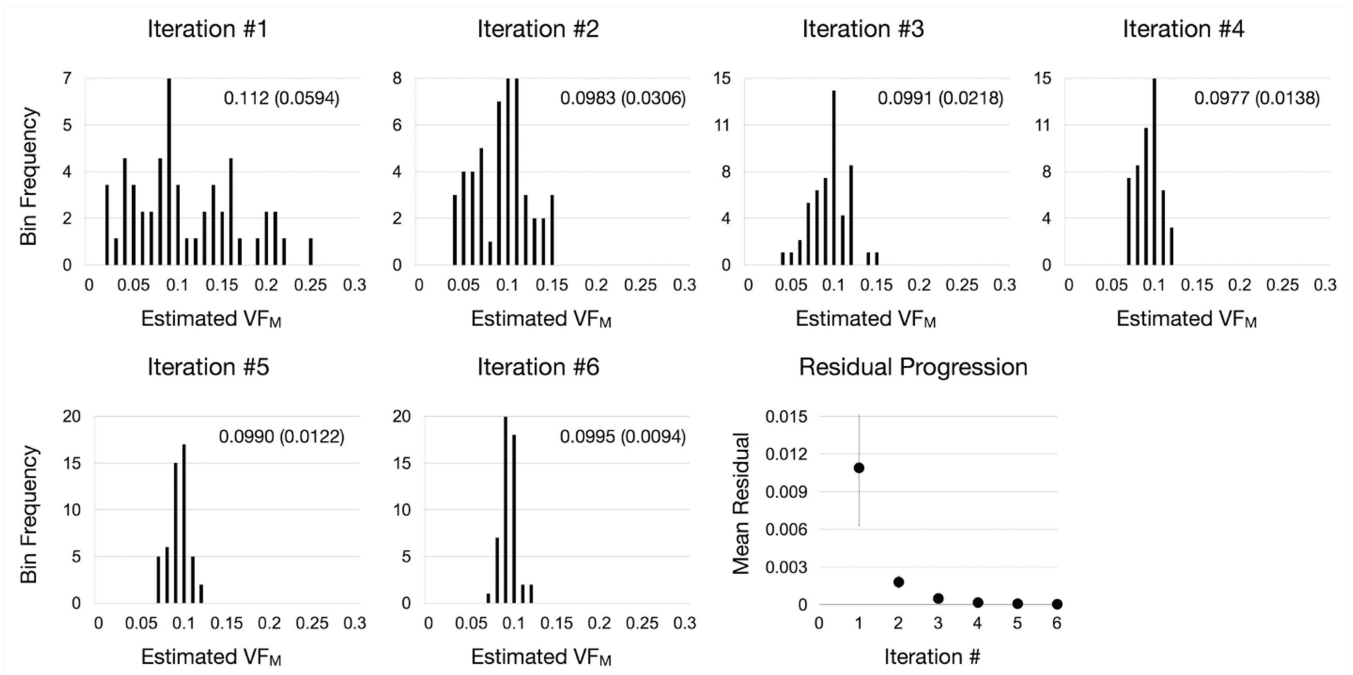 Iteration #1
Iteration #2
Iteration #3
Iteration #4
7
5
4
2
0
Bin Frequency
0.112 (0.0594)
0 0.05 0.1 0.15 0.2 0.25 0.3
Estimated VFM
8
6
4
2
0
0.0983 (0.0306)
0 0.05 0.1 0.15 0.2 0.25 0.3
Estimated VFM
15
11
8
4
0
0.0991 (0.0218)
0 0.05 0.1 0.15 0.2 0.25 0.3
Estimated VFM
15
11
8
4
0
0.0977 (0.0138)
0 0.05 0.1 0.15 0.2 0.25 0.3
Estimated VFM
Iteration #5
Iteration #6
Residual Progression
20
15
10
5
0
Bin Frequency
0.0990 (0.0122)
0 0.05 0.1 0.15 0.2 0.25 0.3
Estimated VFM
20
15
10
5
0
0.0995 (0.0094)
0 0.05 0.1 0.15 0.2 0.25 0.3
Estimated VFM
0.015
0.012
0.009
0.006
0.003
0
Mean Residual
0 1 2 3 4 5 6
Iteration #